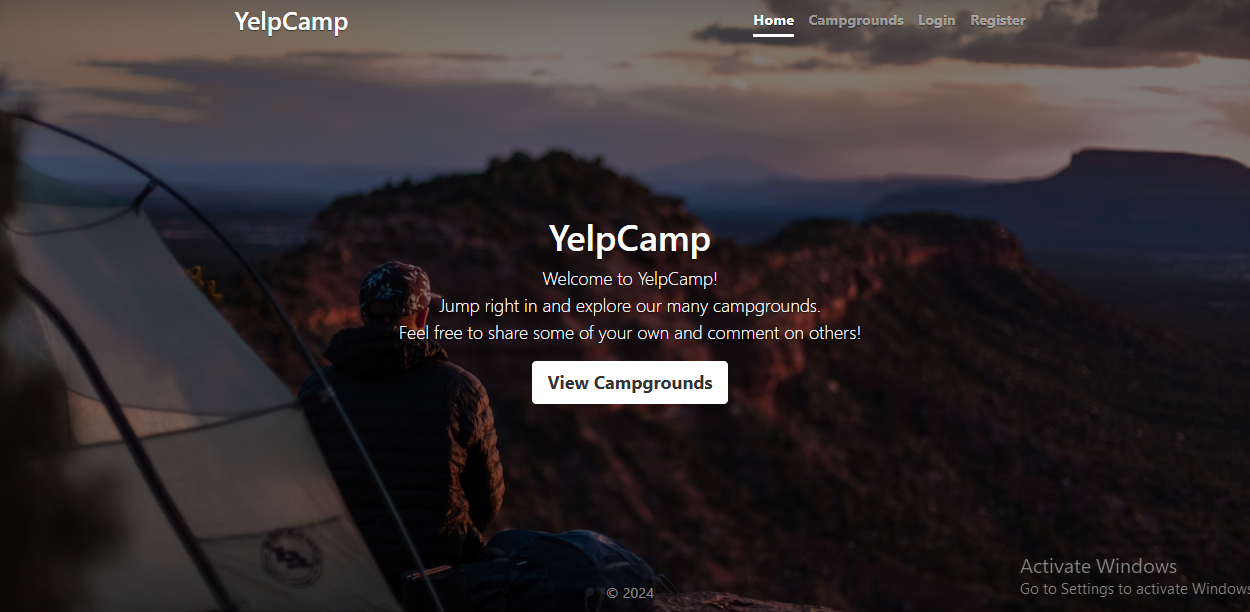 YelpCamp
Home Campgrounds Login Register
YelpCamp
Welcome to YelpCamp!
Jump right in and explore our many campgrounds.
Feel free to share some of your own and comment on others!
View Campgrounds
Activate Windows
Go to Settings to activate Windows
© 2024